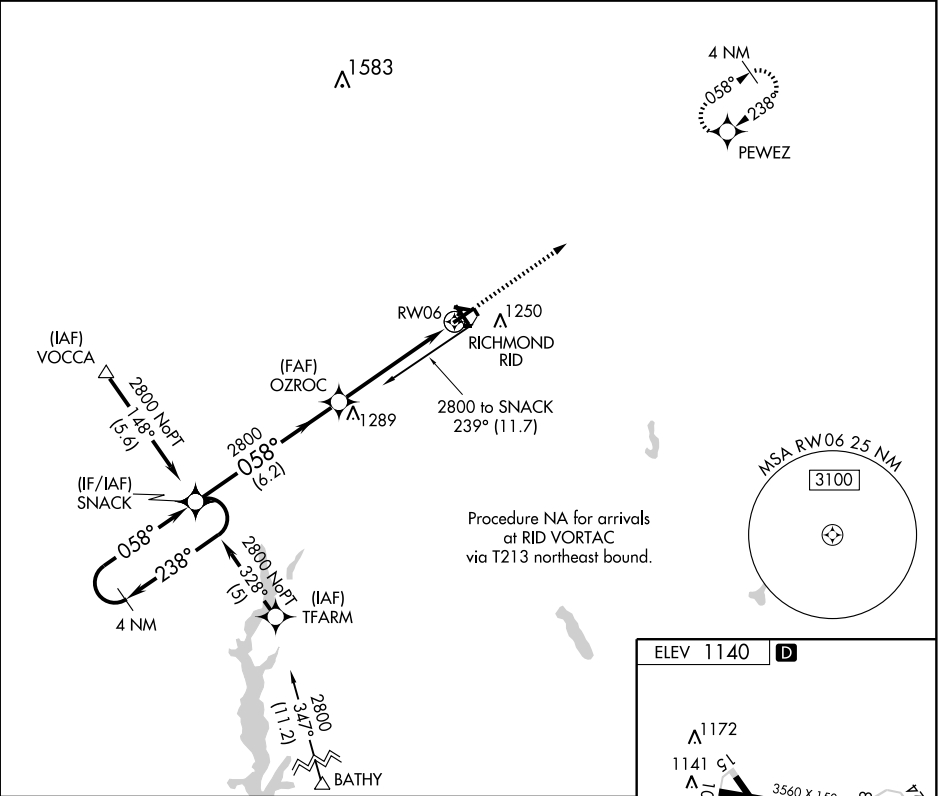 1583
4 NM
058°
238°
PEWEZ
RW06
1250
RICHMOND
RID
(IAF)
VOCCA
(FAF)
OZROC
1289
2800 to SNACK
239° (11.7)
2800 NoPT
148°
(5.6)
2800
058°
(6.2)
(IF/IAF)
SNACK
058°
238°
4 NM
2800 NoPT
328°
(5)
(IAF)
TFARM
2800
347°
(11.2)
BATHY
Procedure NA for arrivals
at RID VORTAC
via T213 northeast bound.
MSA RW06 25 NM
3100
ELEV 1140 D
1172
1141
15
3560 X 150